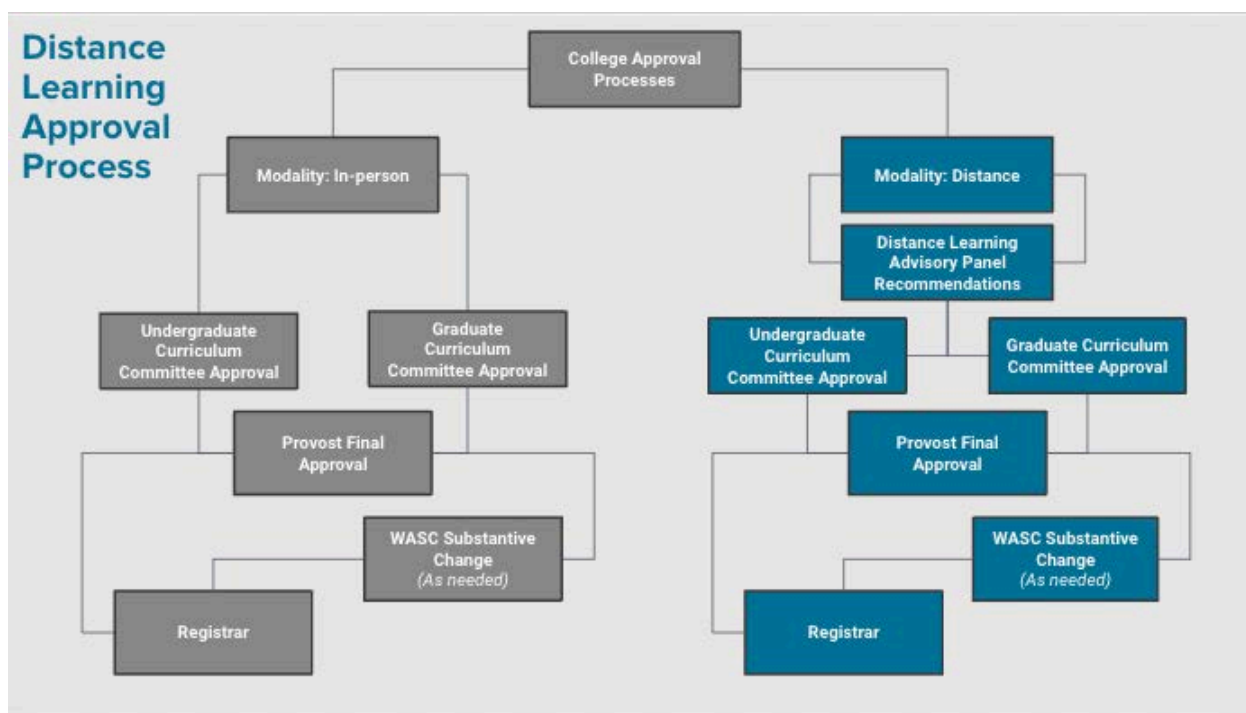 Distance
Learning
Approval
Process
College Approval
Processes
Modality: In-person
Modality: Distance
Distance Learning
Advisory Panel
Recommendations
Undergraduate
Curriculum
Committee Approval
Graduate
Curriculum
Committee Approval
Undergraduate
Curriculum
Committee Approval
Graduate Curriculum
Committee Approval
Provost Final
Approval
Provost Final
Approval
WASC Substantive
Change
(As needed)
WASC Substantive
Change
(As needed)
Registrar
Registrar